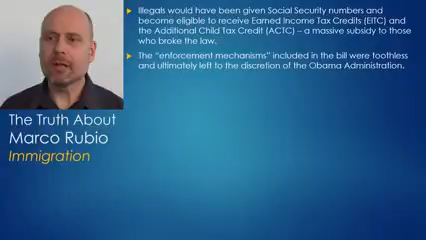 Illegals would have been given Social Security numbers and
become eligible to receive Earned Income Tax Credits (EITC) and
the Additional Child Tax Credit (ACTC) – a massive subsidy to those
who broke the law.
The “enforcement mechanisms” included in the bill were toothless
and ultimately left to the discretion of the Obama Administration.
The Truth About
Marco Rubio
Immigration